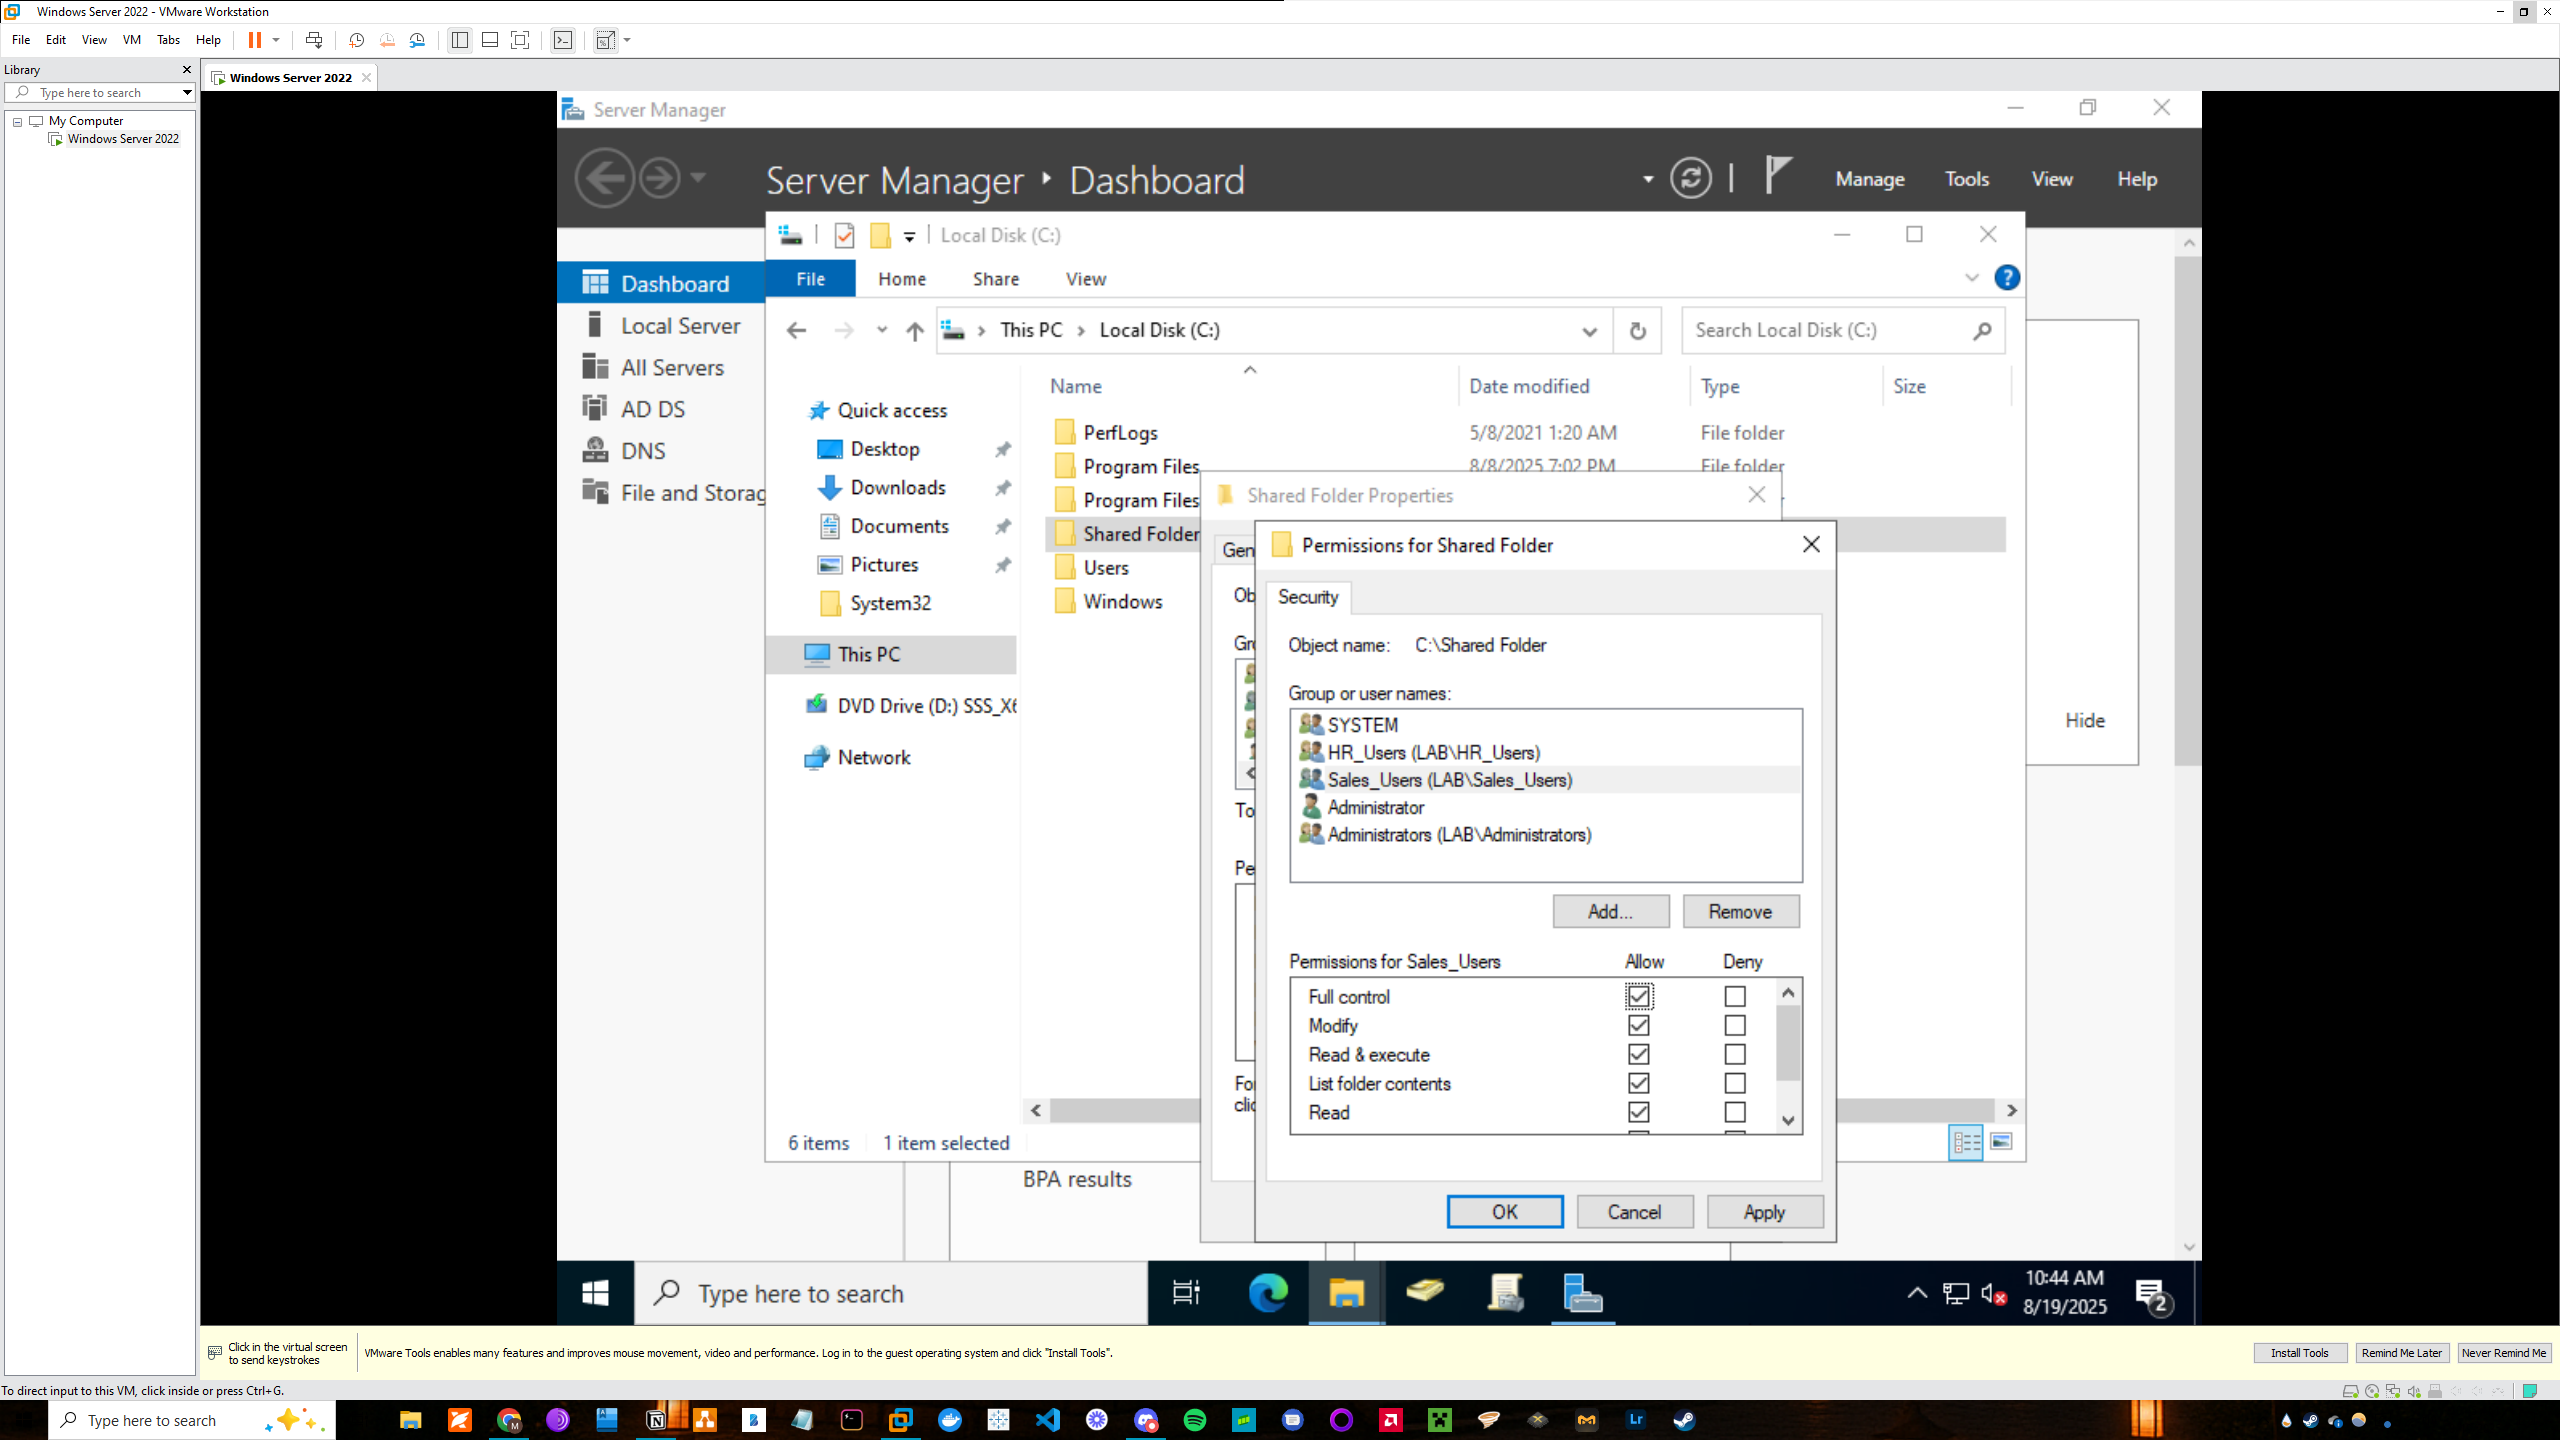 Windows Server 2022 - VMware Workstation
File Edit View VM Tabs Help
Library
Type here to search
My Computer
Windows Server 2022
Windows Server 2022
Server Manager
Server Manager Dashboard
Manage Tools View Help
Dashboard
Local Server
All Servers
AD DS
DNS
File and Storag
Local Disk (C:)
File Home Share View
This PC Local Disk (C:)
Search Local Disk (C:)
Quick access
Desktop
Downloads
Documents
Pictures
System32
This PC
DVD Drive (D:) SSS_X6
Network
Name Date modified Type Size
PerfLogs 5/8/2021 1:20 AM File folder
Program Files 8/8/2025 7:02 PM File folder
Program Files
Shared Folder
Users
Windows
6 items 1 item selected
Shared Folder Properties
Gen
Ob
Gro
To
Pe
For
clic
Permissions for Shared Folder
Security
Object name: C:\Shared Folder
Group or user names:
SYSTEM
HR_Users (LAB\HR_Users)
Sales_Users (LAB\Sales_Users)
Administrator
Administrators (LAB\Administrators)
Add... Remove
Permissions for Sales_Users Allow Deny
Full control
Modify
Read & execute
List folder contents
Read
OK Cancel Apply
Hide
BPA results
Type here to search
10:44 AM
8/19/2025
2
Click in the virtual screen
to send keystrokes
VMware Tools enables many features and improves mouse movement, video and performance. Log in to the guest operating system and click "Install Tools".
Install Tools Remind Me Later Never Remind Me
To direct input to this VM, click inside or press Ctrl+G.
Type here to search
Lr